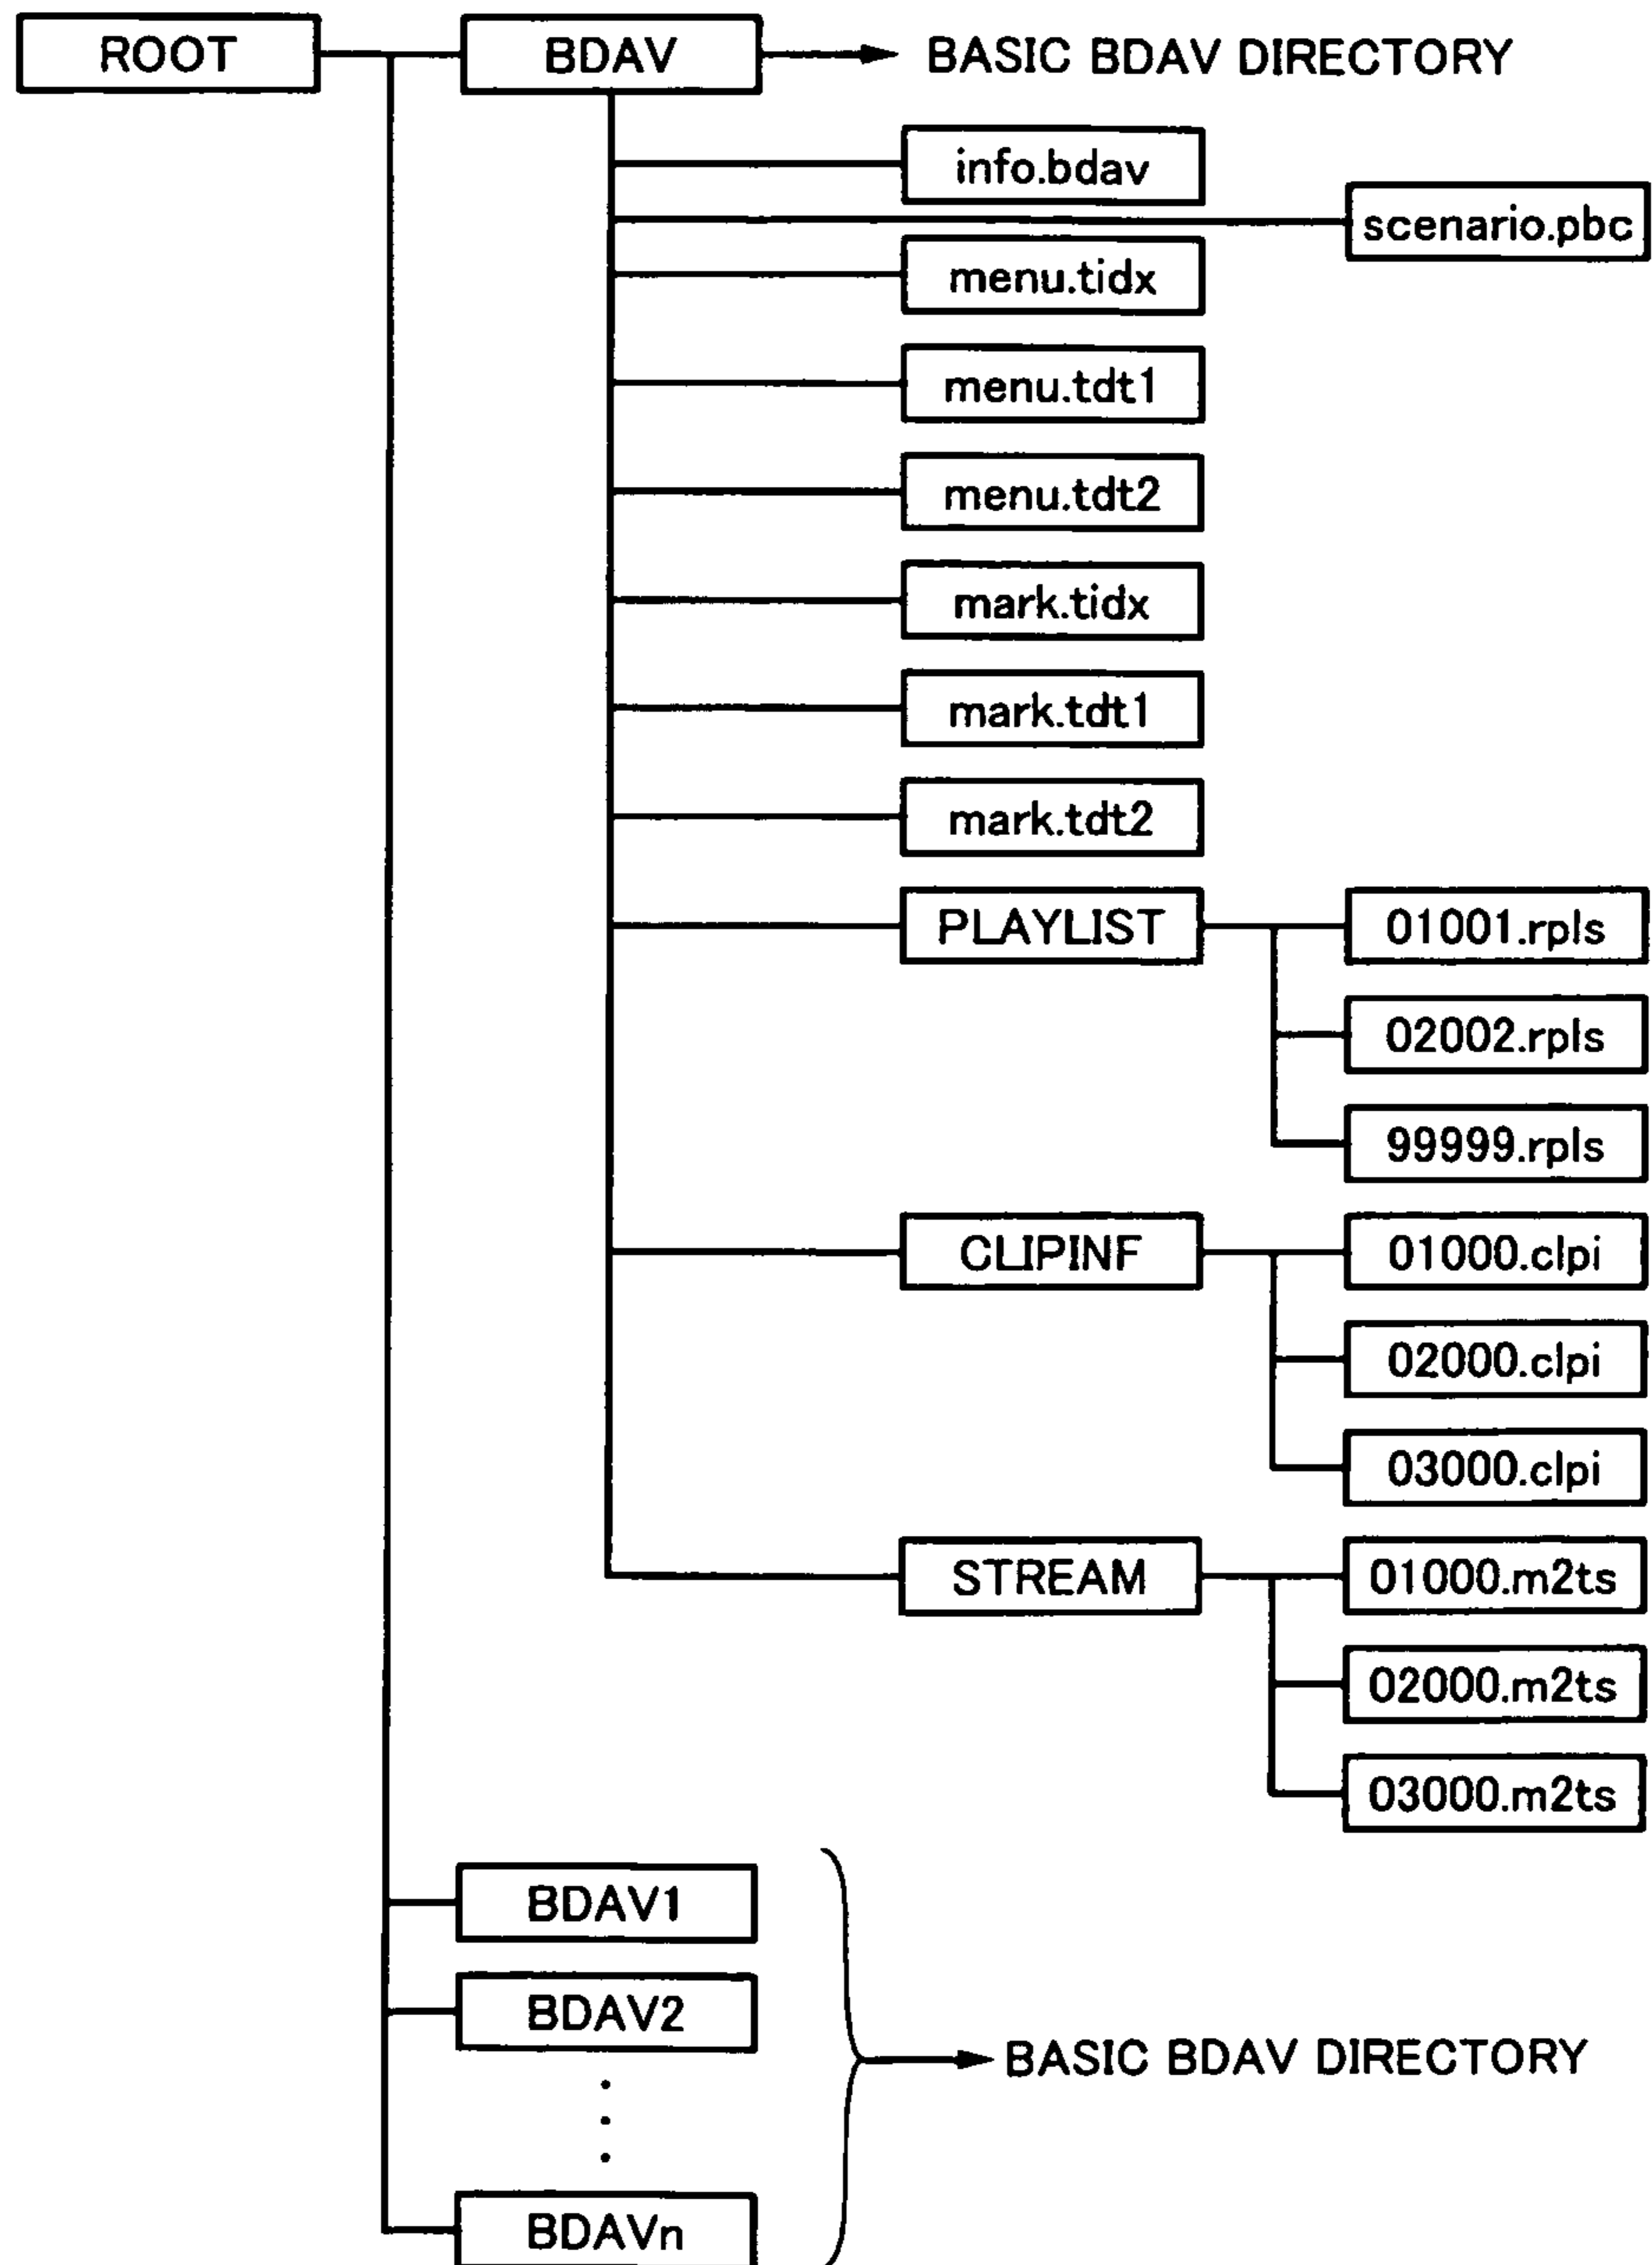 ROOT
BDAV
BASIC BDAV DIRECTORY
info.bdav
scenario.pbc
menu.tidx
menu.tdt1
menu.tdt2
mark.tidx
mark.tdt1
mark.tdt2
PLAYLIST
01001.rpls
02002.rpls
99999.rpls
CLIPINF
01000.clpi
02000.clpi
03000.clpi
STREAM
01000.m2ts
02000.m2ts
03000.m2ts
BDAV1
BDAV2
BASIC BDAV DIRECTORY
BDAVn